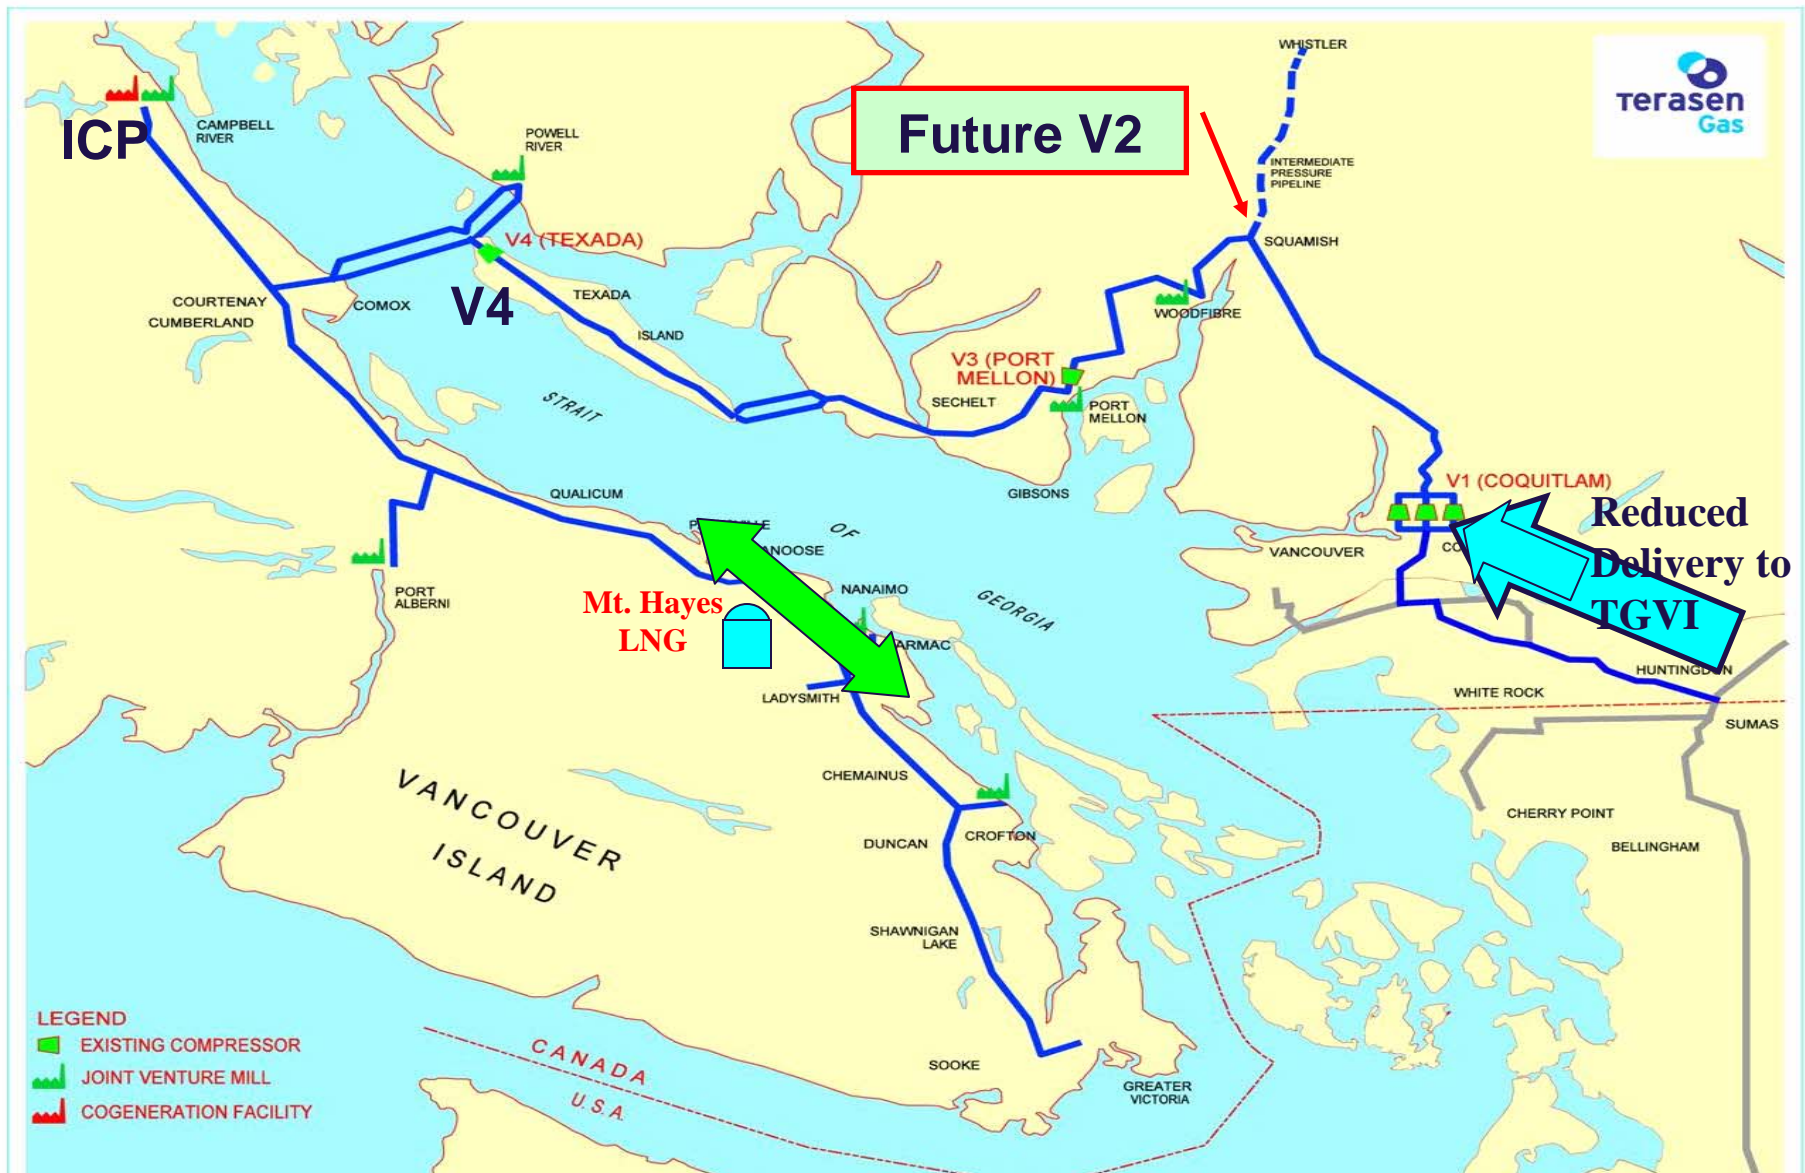 WHISTLER
Terasen
Gas
Future V2
ICP
CAMPBELL
RIVER
POWELL
RIVER
INTERMEDIATE
PRESSURE
PIPELINE
V4 (TEXADA)
SQUAMISH
COURTENAY
COMOX
V4
TEXADA
CUMBERLAND
ISLAND
WOODFIBRE
V3 (PORT
MELLON)
SECHELT
PORT
MELLON
STRAIT
OF
GEORGIA
V1 (COQUITLAM)
QUALICUM
GIBSONS
Reduced
Delivery to
TGVI
VANCOUVER
NANAIMO
PORT
ALBERNI
Mt. Hayes
LNG
HUNTINGDON
WHITE ROCK
SUMAS
LADYSMITH
CHEMAINUS
VANCOUVER
ISLAND
CHERRY POINT
DUNCAN
CROFTON
BELLINGHAM
SHAWNIGAN
LAKE
LEGEND
EXISTING COMPRESSOR
JOINT VENTURE MILL
COGENERATION FACILITY
CANADA
U.S.A.
SOOKE
GREATER
VICTORIA